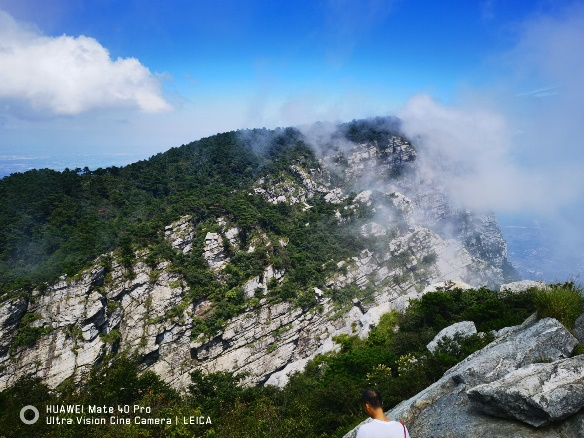 HUAWEI Mate 40 Pro
Ultra Vision Cine Camera | LEICA